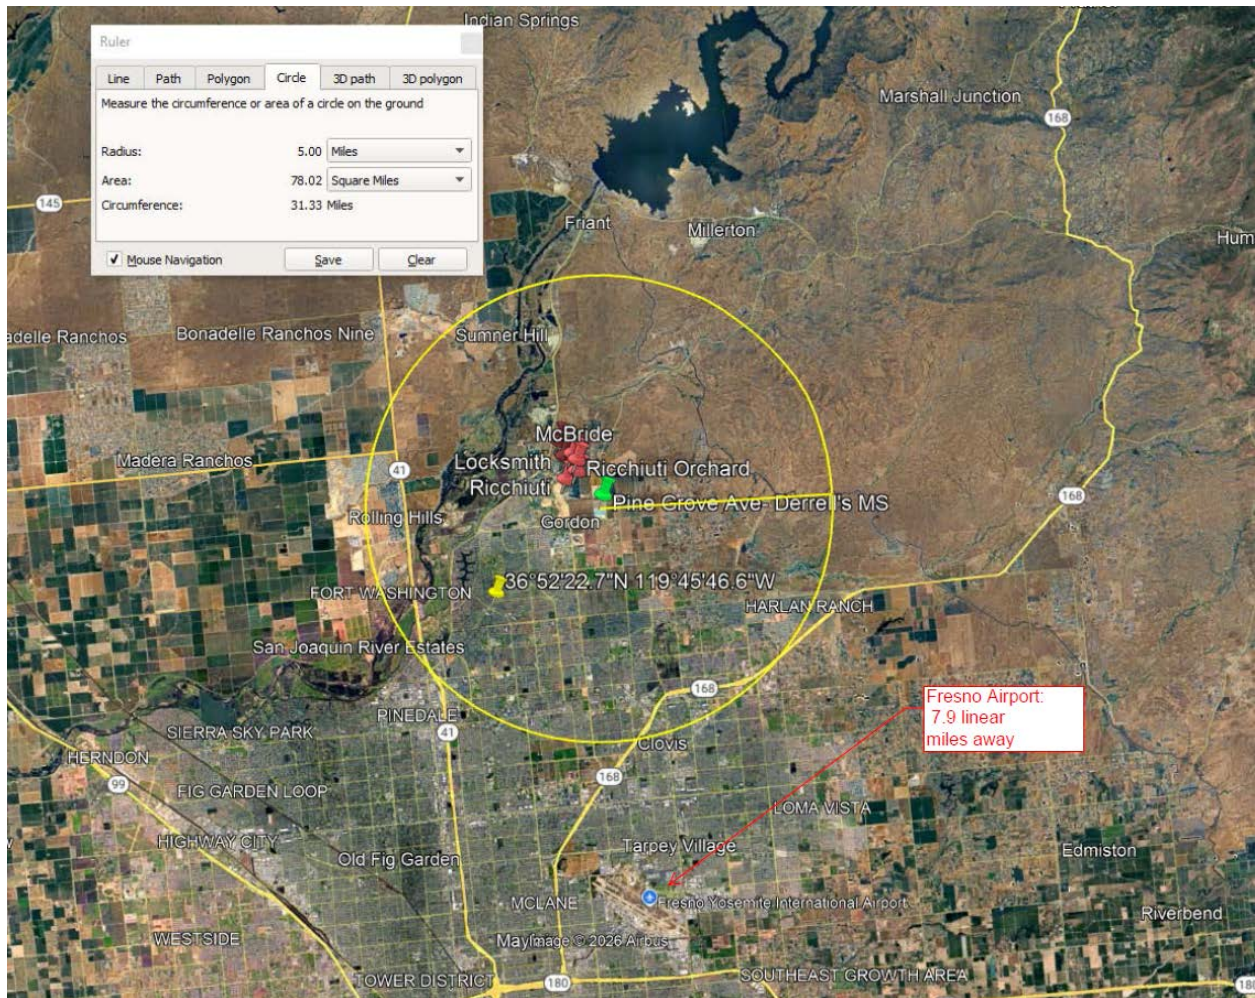 Ruler
Line Path Polygon Circle 3D path 3D polygon
Measure the circumference or area of a circle on the ground
Radius: 5.00 Miles
Area: 78.02 Square Miles
Circumference: 31.33 Miles
Mouse Navigation Save Clear
Indian Springs
Marshall Junction
168
145
Friant
Millerton
Hum
adelle Ranchos
Bonadelle Ranchos Nine
Sumner Hill
McBride
Madera Ranchos
41
Locksmith
Ricchiuti Orchard
Ricchiuti
168
Pine Grove Ave- Derrell's MS
Rolling Hills
Gordon
36°52'22.7"N 119°45'46.6"W
FORT WASHINGTON
HARLAN RANCH
San Joaquin River Estates
168
Fresno Airport:
7.9 linear
miles away
PINEDALE
SIERRA SKY PARK
41
Clovis
HERNDON
168
99
FIG GARDEN LOOP
LOMA VISTA
HIGHWAY CITY
Old Fig Garden
Tarpey Village
Edmiston
MCLANE
Fresno Yosemite International Airport
Riverbend
WESTSIDE
Image © 2026 Airbus
TOWER DISTRICT
180
SOUTHEAST GROWTH AREA